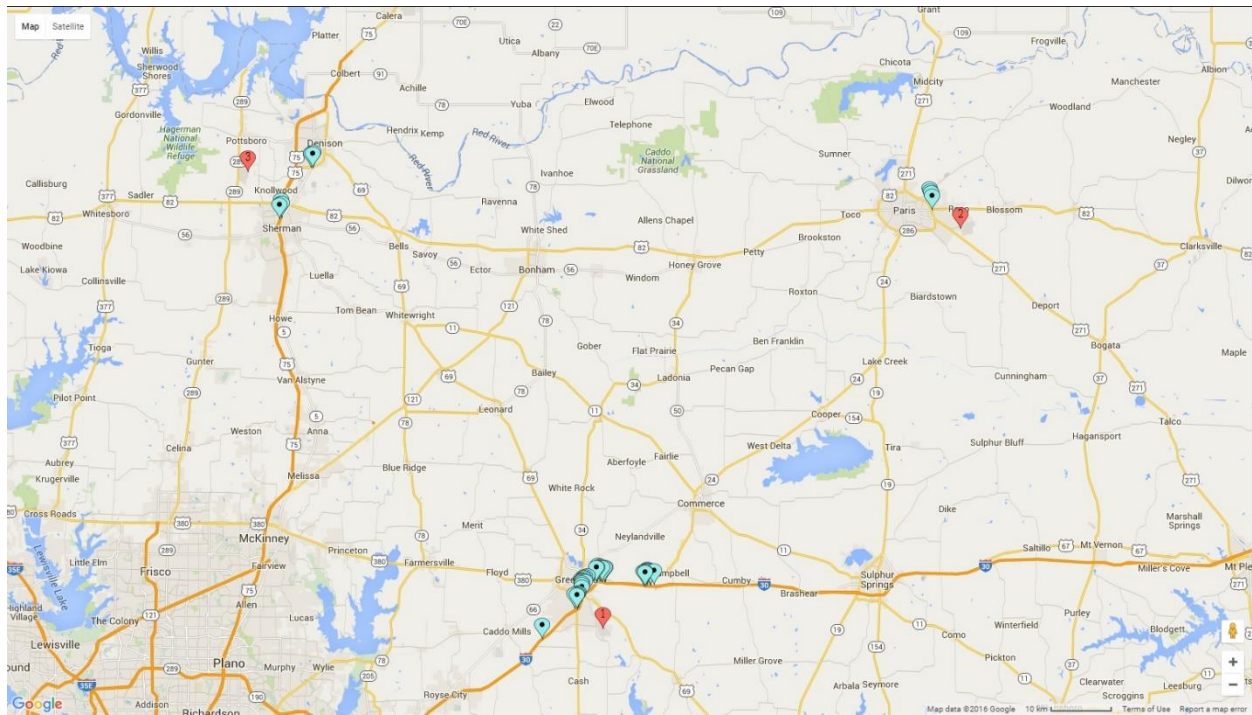 Map Satellite
Calera
Platter
Grant
Frogville
Utica
Albany
Willis
Sherwood Shores
Colbert
Achille
Yuba
Elwood
Chicota
Midcity
Manchester
Albion
Gordonville
Hendrix
Kemp
Red River
Telephone
Woodland
Negley
Hagerman National Wildlife Refuge
Pottsboro
Denison
Red River
Caddo National Grassland
Sumner
Ivanhoe
3
Callisburg
Sadler
Knollwood
Ravenna
Allens Chapel
Toco
Paris
Blossom
Whitesboro
Sherman
White Shed
2
Brookston
Clarksville
Woodbine
Bells
Savoy
Petty
Lake Kiowa
Collinsville
Luella
Ector
Bonham
Windom
Honey Grove
Roxton
Biardstown
Deport
Howe
Tom Bean
Whitewright
Ben Franklin
Bogata
Tioga
Gunter
Gober
Flat Prairie
Pecan Gap
Lake Creek
Maple
Van Alstyne
Bailey
Ladonia
Cunningham
Pilot Point
Leonard
Cooper
Weston
Anna
Talco
Celina
West Delta
Tira
Sulphur Bluff
Hagansport
Aubrey
Krugerville
Melissa
Blue Ridge
Aberfoyle
Fairlie
White Rock
Commerce
Cross Roads
McKinney
Merit
Dike
Marshall Springs
Lewisville Lake
Little Elm
Frisco
Fairview
Princeton
Farmersville
Floyd
Neylandville
Saltillo
Mt Vernon
Campbell
Cumby
Sulphur Springs
Miller's Cove
Highland Village
The Colony
Allen
Lucas
Brashear
1
Caddo Mills
Purley
Winterfield
Blodgett
Lewisville
Plano
Murphy
Wylie
Cash
Miller Grove
Como
Pickton
Royse City
Arbala
Seymore
Clearwater
Scroggins
Leesburg
Addison
Richardson
Google
Map data ©2016 Google 10 km Terms of Use Report a map error